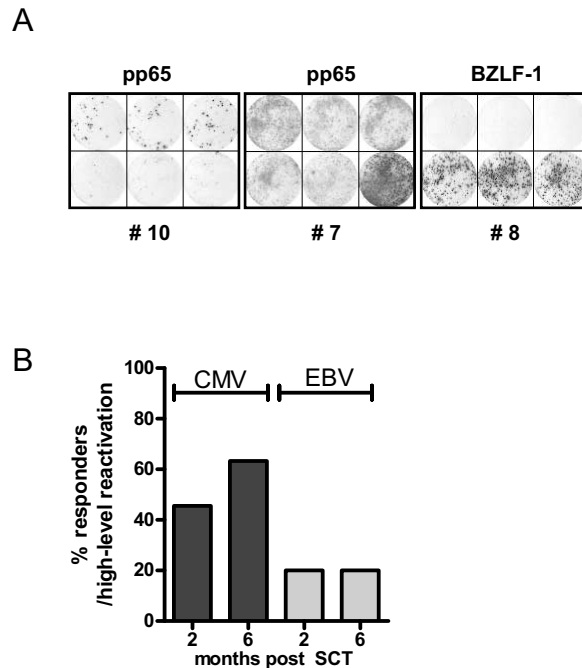 A
pp65 pp65 BZLF-1
# 10 # 7 # 8
B
100
80
60
40
20
0
CMV EBV
% responders
/high-level reactivation
2 6 2 6
months post SCT